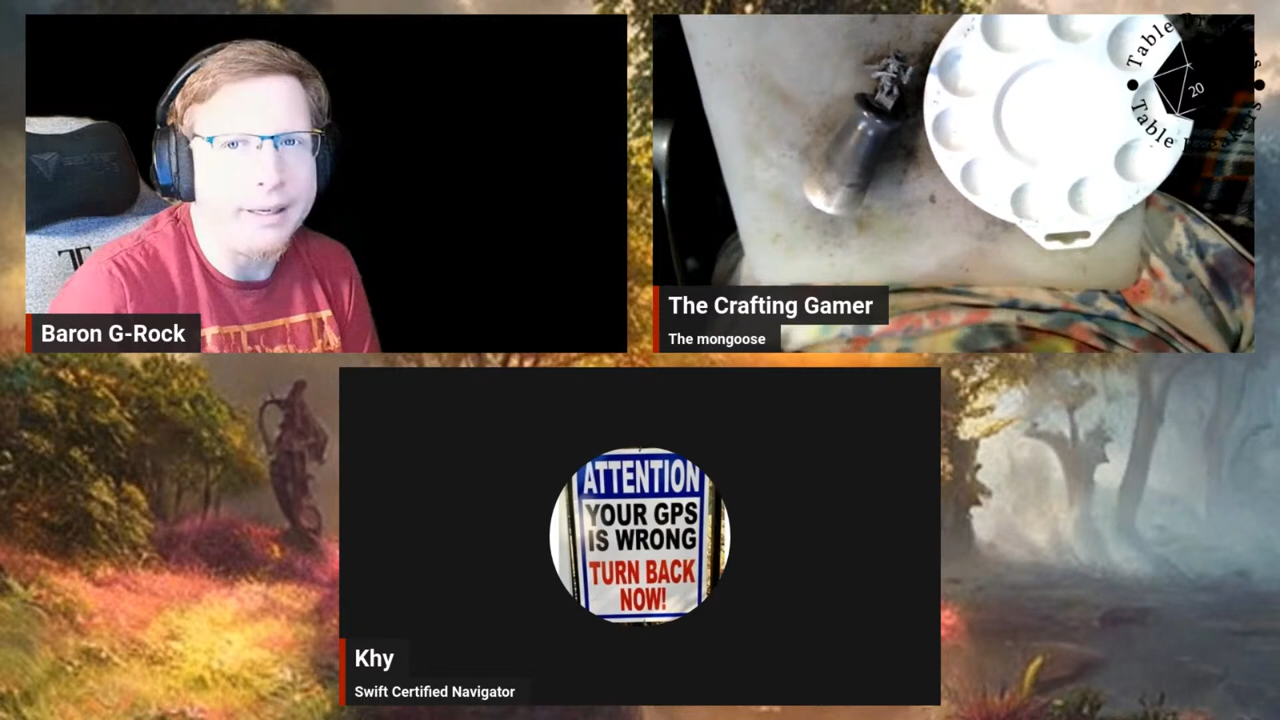 Baron G-Rock
The Crafting Gamer
The mongoose
Table
20
Table
ATTENTION
YOUR GPS
IS WRONG
TURN BACK
NOW!
Khy
Swift Certified Navigator